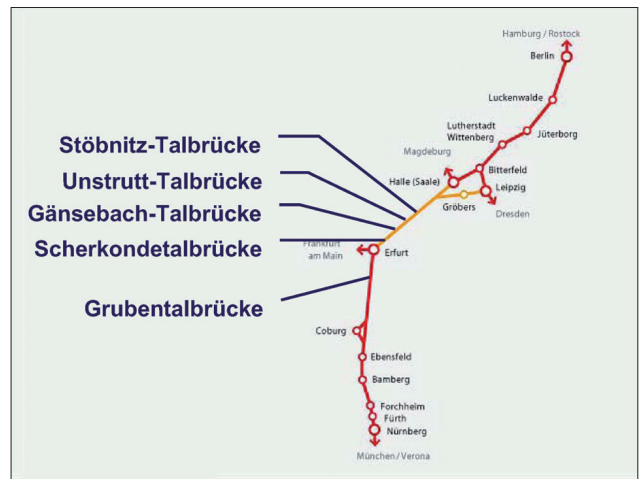 Hamburg / Rostock
Berlin
Luckenwalde
Lutherstadt
Wittenberg
Jüterborg
Stöbnitz-Talbrücke
Magdeburg
Bitterfeld
Unstrutt-Talbrücke
Halle (Saale)
Leipzig
Gänsebach-Talbrücke
Gröbers
Dresden
Scherkondetalbrücke
Frankfurt
am Main
Erfurt
Grubentalbrücke
Coburg
Ebensfeld
Bamberg
Forchheim
Fürth
Nürnberg
München / Verona